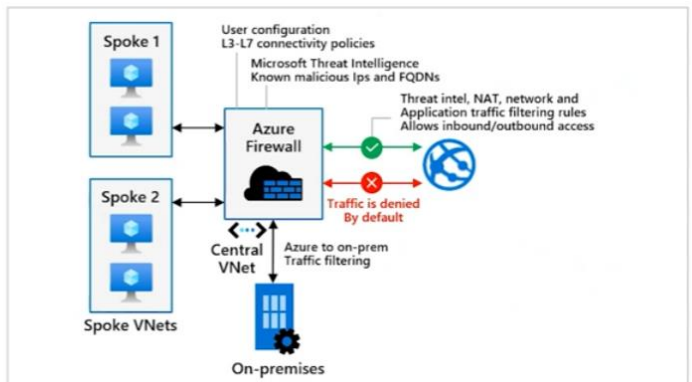 Spoke 1
User configuration
L3-L7 connectivity policies
Microsoft Threat Intelligence
Known malicious Ips and FQDNs
Azure
Firewall
Threat intel, NAT, network and
Application traffic filtering rules
Allows inbound/outbound access
Spoke 2
Traffic is denied
By default
Central
VNet
Azure to on-prem
Traffic filtering
Spoke VNets
On-premises